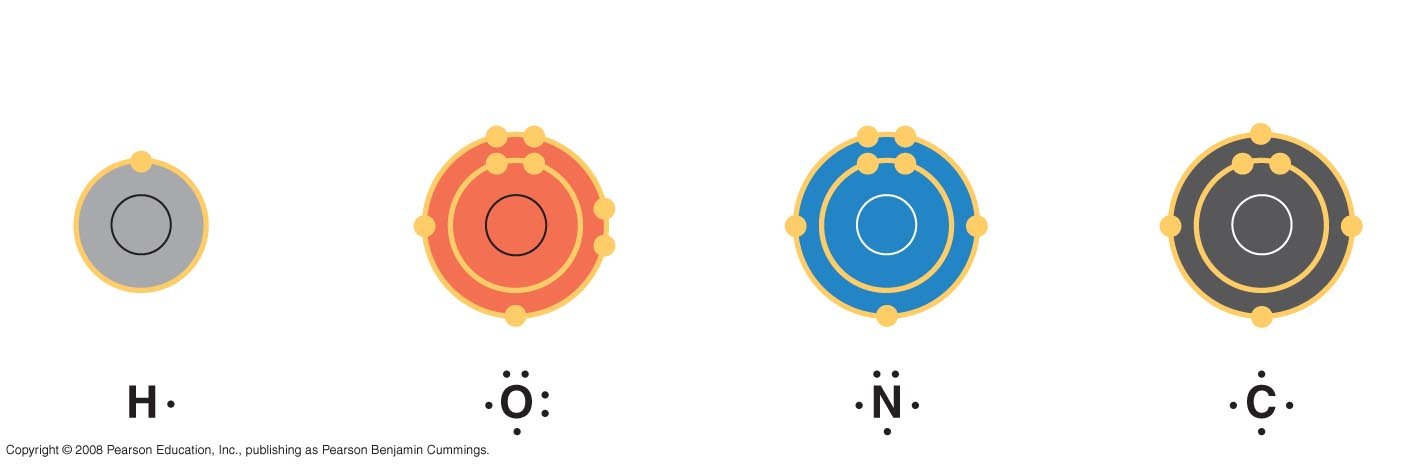 H· ·Ö: ·N̈· ·C·
Copyright © 2008 Pearson Education, Inc., publishing as Pearson Benjamin Cummings.